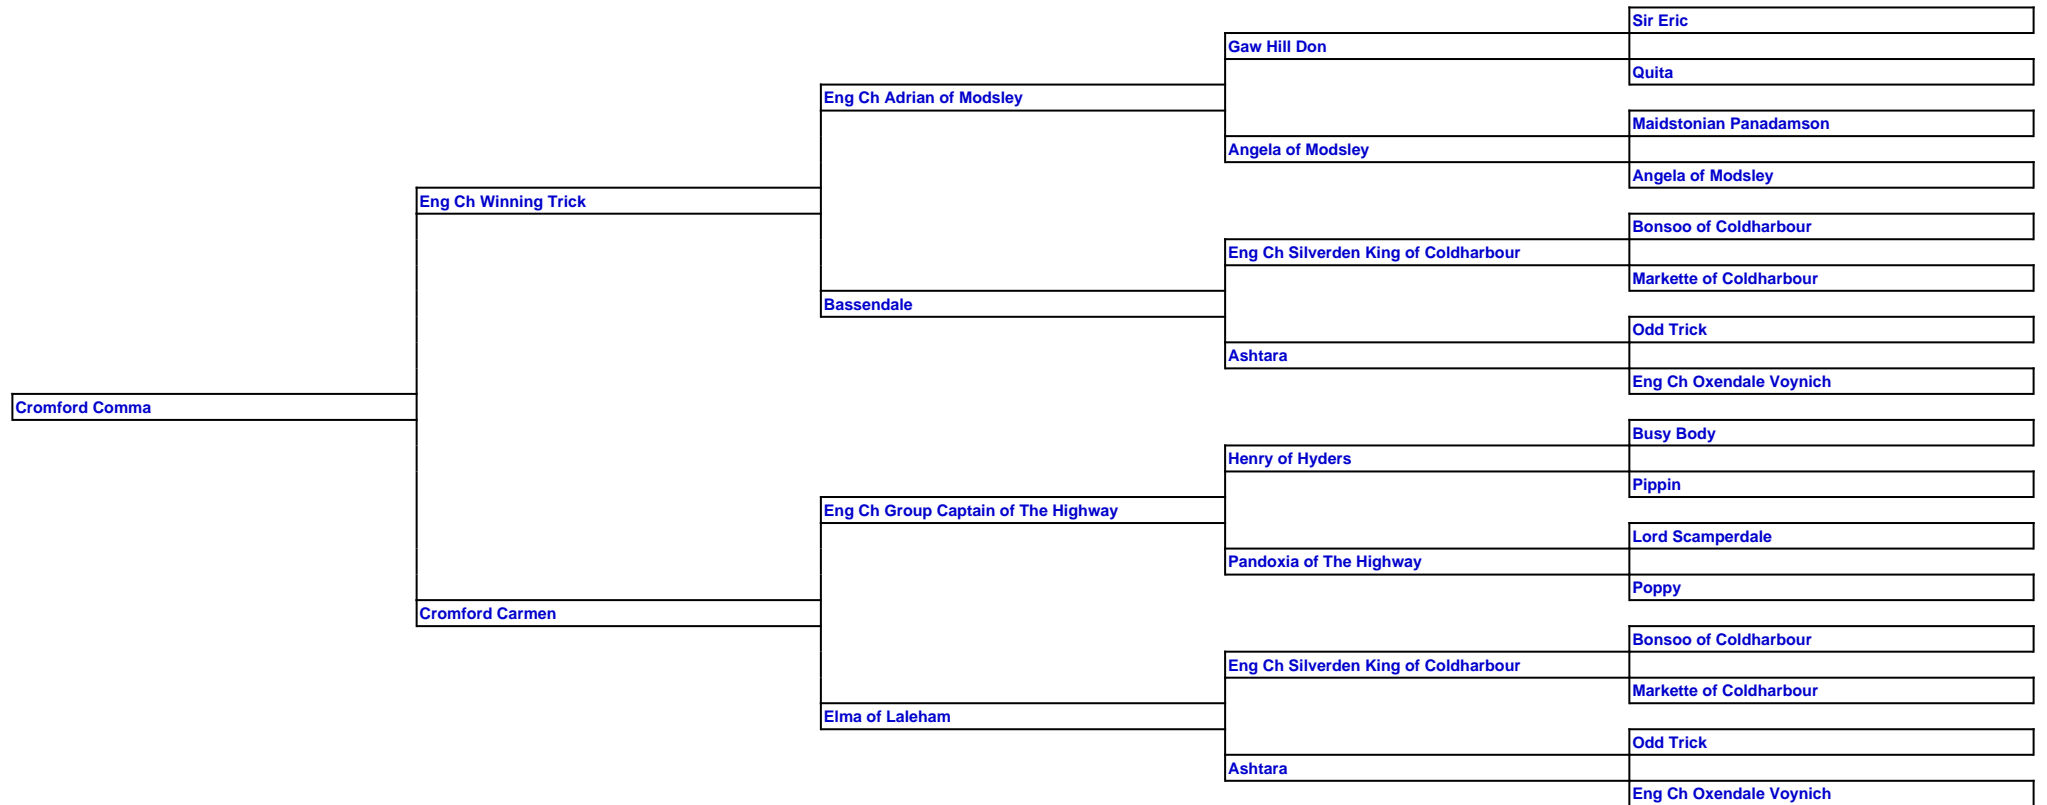 Sir Eric
Gaw Hill Don
Quita
Eng Ch Adrian of Modsley
Maidstonian Panadamson
Angela of Modsley
Angela of Modsley
Eng Ch Winning Trick
Bonsoo of Coldharbour
Eng Ch Silverden King of Coldharbour
Markette of Coldharbour
Bassendale
Odd Trick
Ashtara
Eng Ch Oxendale Voynich
Cromford Comma
Busy Body
Henry of Hyders
Pippin
Eng Ch Group Captain of The Highway
Lord Scamperdale
Pandoxia of The Highway
Poppy
Cromford Carmen
Bonsoo of Coldharbour
Eng Ch Silverden King of Coldharbour
Markette of Coldharbour
Elma of Laleham
Odd Trick
Ashtara
Eng Ch Oxendale Voynich